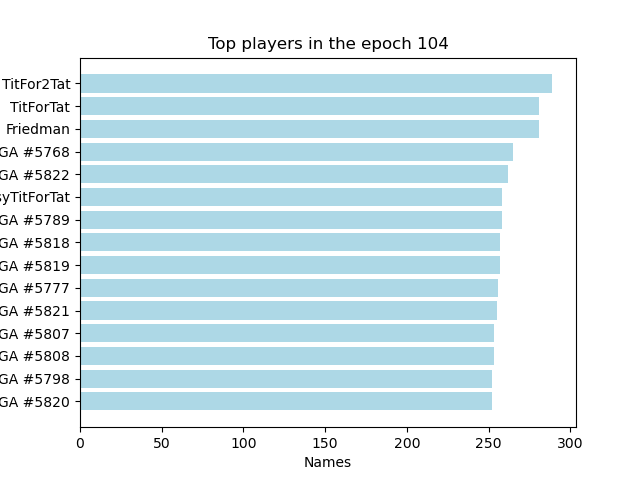 Top players in the epoch 104
TitFor2Tat
TitForTat
Friedman
GA #5768
GA #5822
syTitForTat
GA #5789
GA #5818
GA #5819
GA #5777
GA #5821
GA #5807
GA #5808
GA #5798
GA #5820
0 50 100 150 200 250 300
Names